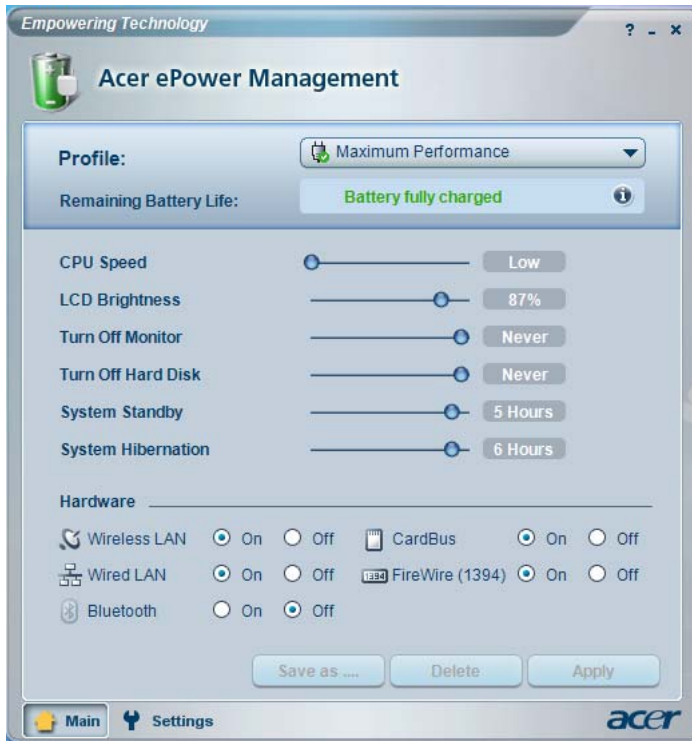 Empowering Technology
? - ×
Acer ePower Management
Profile: Maximum Performance
Remaining Battery Life: Battery fully charged
CPU Speed Low
LCD Brightness 87%
Turn Off Monitor Never
Turn Off Hard Disk Never
System Standby 5 Hours
System Hibernation 6 Hours
Hardware
Wireless LAN On Off CardBus On Off
Wired LAN On Off 1394 FireWire (1394) On Off
Bluetooth On Off
Save as .... Delete Apply
Main Settings acer